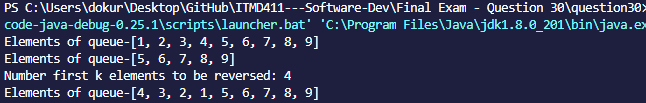 PS C:\Users\dokur\Desktop\GitHub\ITMD411---Software-Dev\Final Exam - Question 30\question30>
code-java-debug-0.25.1\scripts\launcher.bat' 'C:\Program Files\Java\jdk1.8.0_201\bin\java.ex
Elements of queue-[1, 2, 3, 4, 5, 6, 7, 8, 9]
Elements of queue-[5, 6, 7, 8, 9]
Number first k elements to be reversed: 4
Elements of queue-[4, 3, 2, 1, 5, 6, 7, 8, 9]